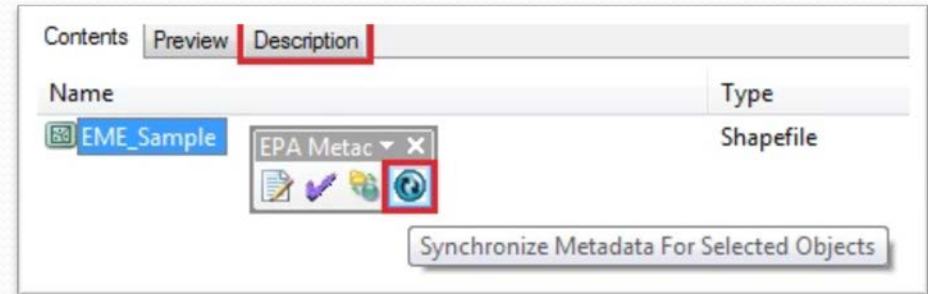 Contents Preview Description
Name Type
EME_Sample Shapefile
EPA Metac
Synchronize Metadata For Selected Objects